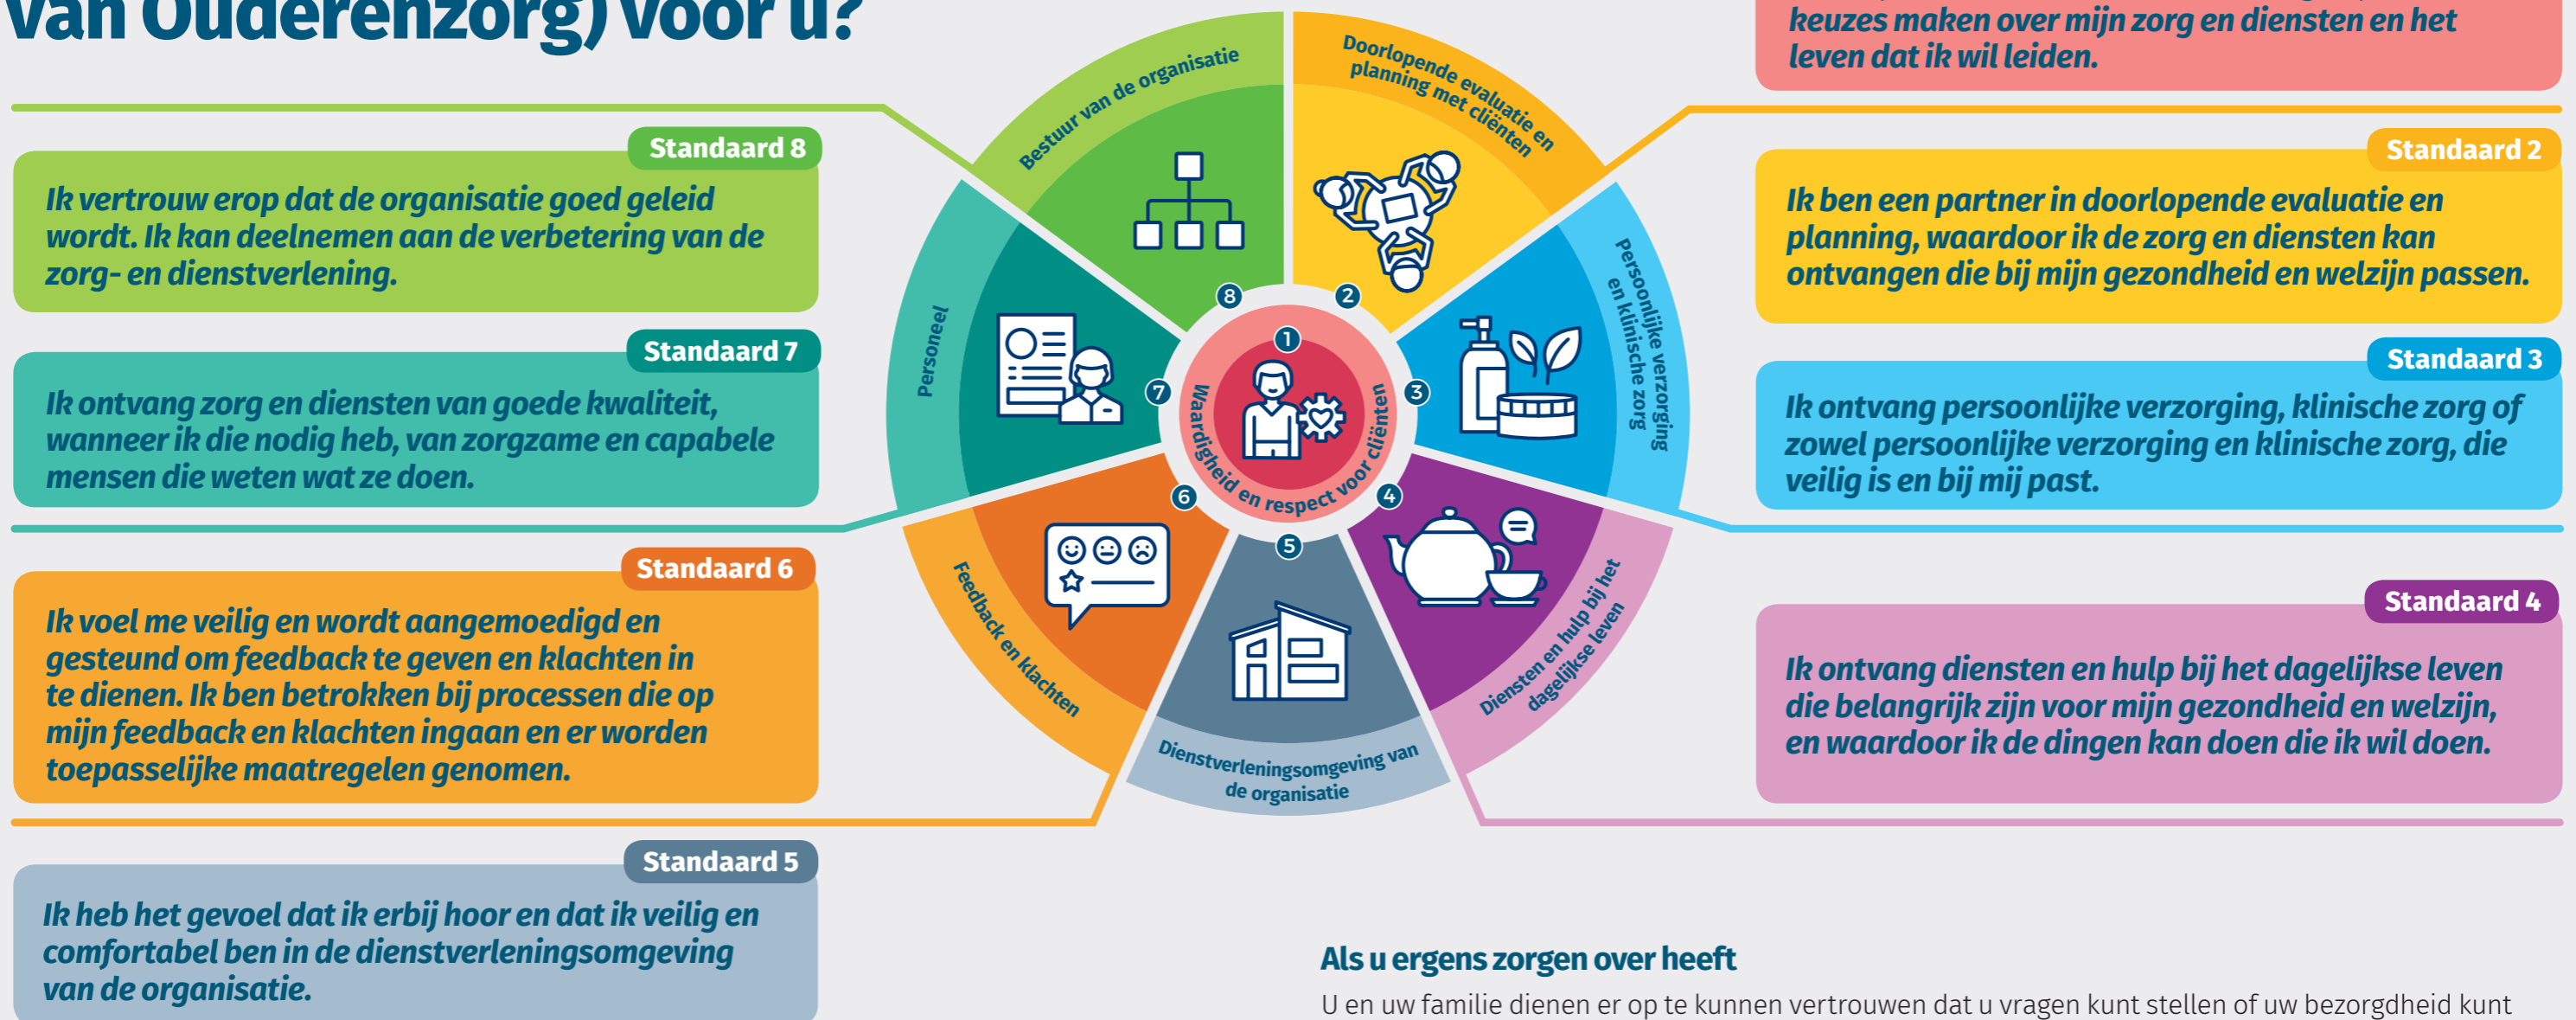 van Ouderenzorg) voor u?
keuzes maken over mijn zorg en diensten en het
leven dat ik wil leiden.
Standaard 8
Ik vertrouw erop dat de organisatie goed geleid
wordt. Ik kan deelnemen aan de verbetering van de
zorg- en dienstverlening.
Standaard 7
Ik ontvang zorg en diensten van goede kwaliteit,
wanneer ik die nodig heb, van zorgzame en capabele
mensen die weten wat ze doen.
Standaard 6
Ik voel me veilig en wordt aangemoedigd en
gesteund om feedback te geven en klachten in
te dienen. Ik ben betrokken bij processen die op
mijn feedback en klachten ingaan en er worden
toepasselijke maatregelen genomen.
Standaard 5
Ik heb het gevoel dat ik erbij hoor en dat ik veilig en
comfortabel ben in de dienstverleningsomgeving
van de organisatie.
Bestuur van de organisatie
8
Doorlopende evaluatie en
planning met cliënten
2
Personeel
7
1
Waardigheid en respect voor cliënten
Persoonlijke verzorging
en klinische zorg
3
Feedback en klachten
6
5
Dienstverleningsomgeving van
de organisatie
4
Diensten en hulp bij het
dagelijkse leven
Standaard 2
Ik ben een partner in doorlopende evaluatie en
planning, waardoor ik de zorg en diensten kan
ontvangen die bij mijn gezondheid en welzijn passen.
Standaard 3
Ik ontvang persoonlijke verzorging, klinische zorg of
zowel persoonlijke verzorging en klinische zorg, die
veilig is en bij mij past.
Standaard 4
Ik ontvang diensten en hulp bij het dagelijkse leven
die belangrijk zijn voor mijn gezondheid en welzijn,
en waardoor ik de dingen kan doen die ik wil doen.
Als u ergens zorgen over heeft
U en uw familie dienen er op te kunnen vertrouwen dat u vragen kunt stellen of uw bezorgdheid kunt